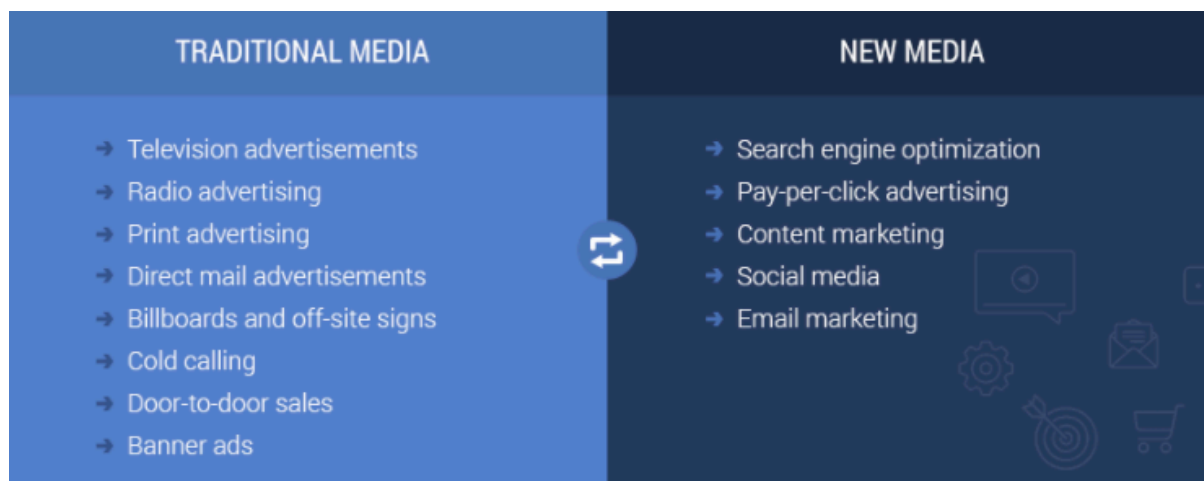 TRADITIONAL MEDIA
Television advertisements
Radio advertising
Print advertising
Direct mail advertisements
Billboards and off-site signs
Cold calling
Door-to-door sales
Banner ads
NEW MEDIA
Search engine optimization
Pay-per-click advertising
Content marketing
Social media
Email marketing